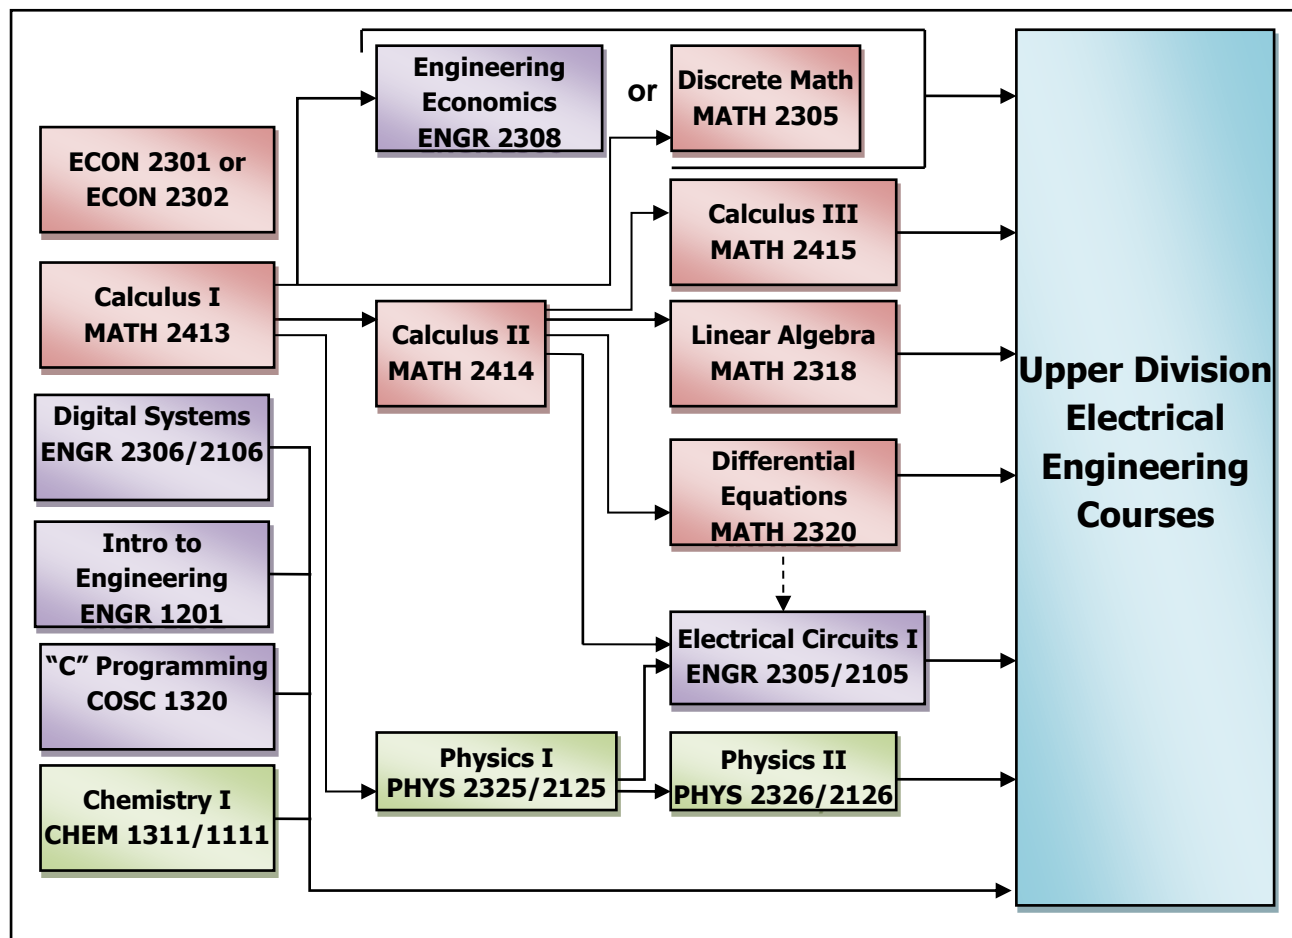 Engineering
Economics
ENGR 2308
or
Discrete Math
MATH 2305
ECON 2301 or
ECON 2302
Calculus III
MATH 2415
Calculus I
MATH 2413
Calculus II
MATH 2414
Linear Algebra
MATH 2318
Upper Division
Electrical
Engineering
Courses
Digital Systems
ENGR 2306/2106
Differential
Equations
MATH 2320
Intro to
Engineering
ENGR 1201
Electrical Circuits I
ENGR 2305/2105
“C” Programming
COSC 1320
Physics I
PHYS 2325/2125
Physics II
PHYS 2326/2126
Chemistry I
CHEM 1311/1111